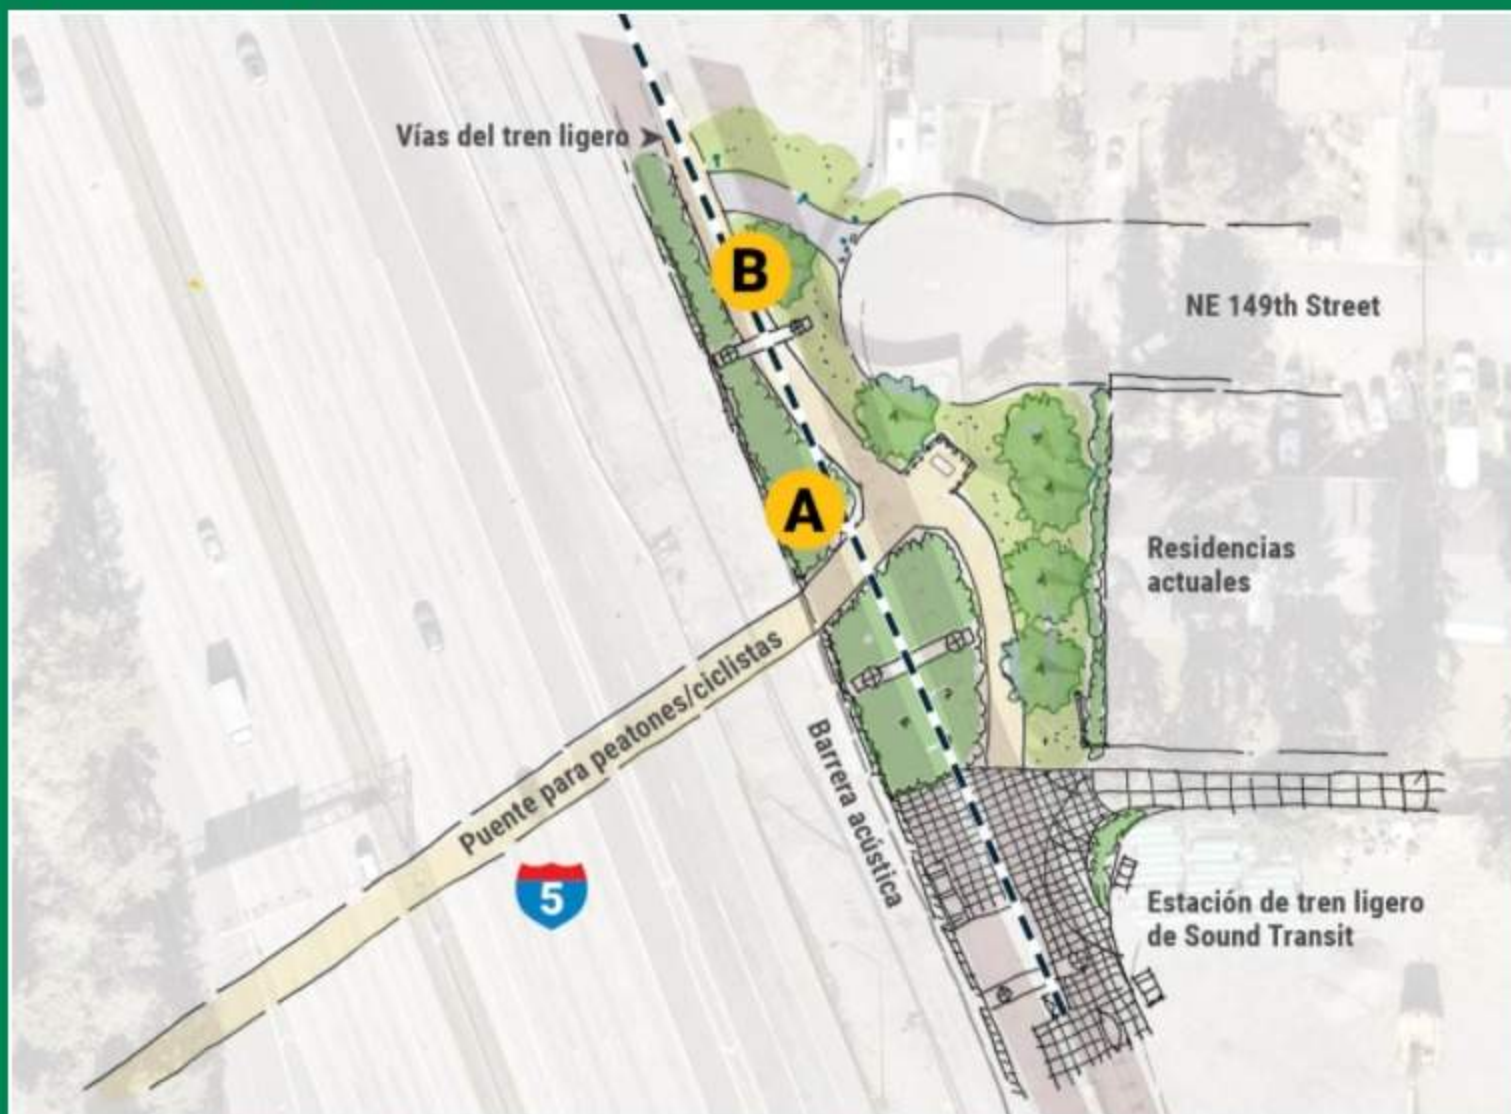 Vías del tren ligero
B
NE 149th Street
A
Residencias
actuales
Puente para peatones/ciclistas
Barrera acústica
5
Estación de tren ligero
de Sound Transit